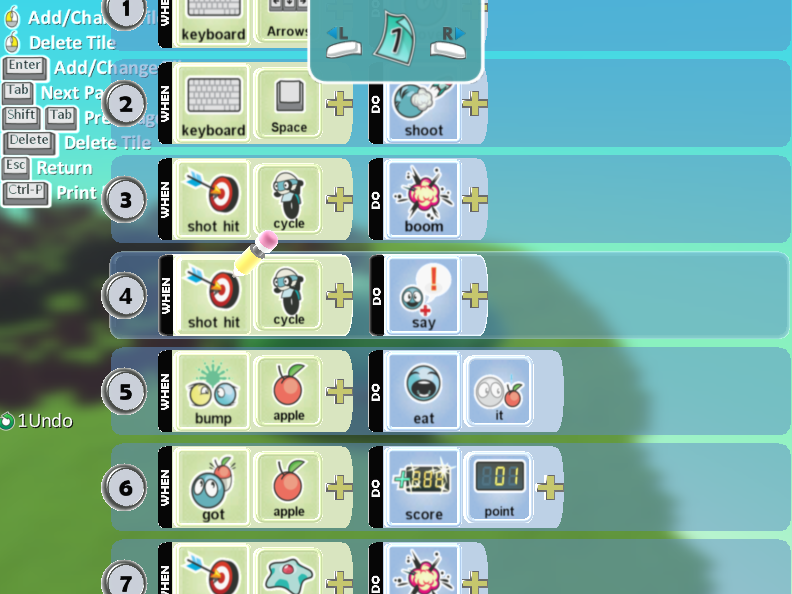 1 WHEN keyboard Arrows
L 1 R
Add/Cha Tile
Delete Tile
Enter Add/Change
Tab Next Pa
Shift Tab Pre
Delete Delete Tile
Esc Return
Ctrl-P Print
2 WHEN keyboard Space DO shoot
3 WHEN shot hit cycle DO boom
4 WHEN shot hit cycle DO say
5 WHEN bump apple DO eat it
1Undo
6 WHEN got apple DO score 01 point
7 WHEN DO